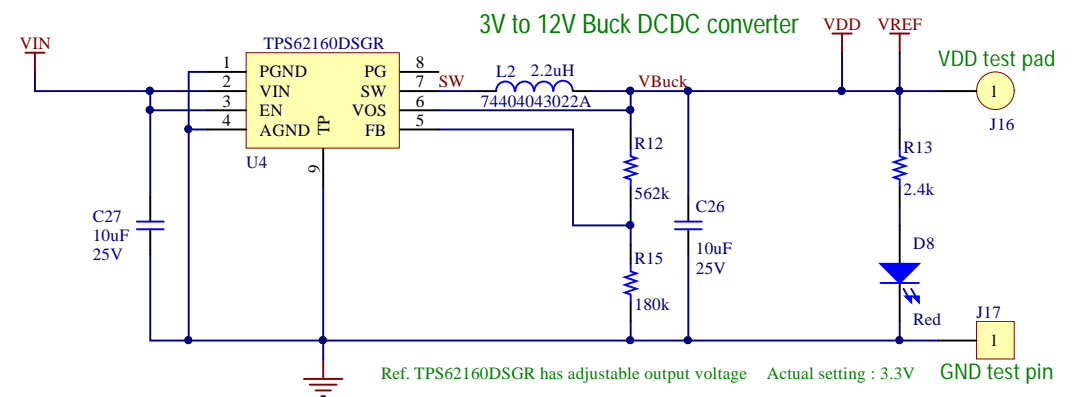 3V to 12V Buck DCDC converter
VIN
VDD
VREF
TPS62160DSGR
VDD test pad
1
PGND
PG
8
2
VIN
SW
7
SW
L2
2.2uH
VBuck
1
3
EN
VOS
6
74404043022A
4
AGND
TP
FB
5
J16
U4
9
R12
562k
R13
2.4k
C27
10uF
25V
C26
10uF
25V
D8
R15
180k
Red
J17
1
Ref. TPS62160DSGR has adjustable output voltage Actual setting : 3.3V
GND test pin